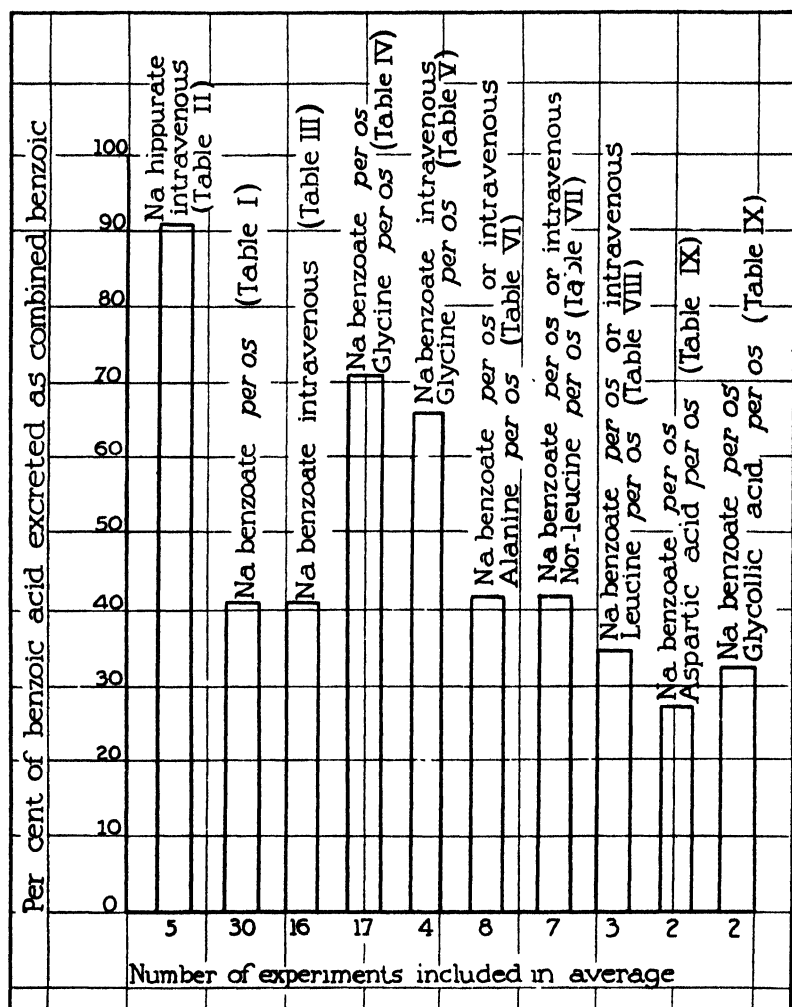 Per cent of benzoic acid excreted as combined benzoic
100
90
80
70
60
50
40
30
20
10
0
Na hippurate
intravenous
(Table II)
Na benzoate per os (Table I)
Na benzoate intravenous (Table III)
Na benzoate per os
Glycine per os (Table IV)
Na benzoate intravenous
Glycine per os (Table V)
Na benzoate per os or intravenous
Alanine per os (Table VI)
Na benzoate per os or intravenous
Nor-leucine per os (Table VII)
Na benzoate per os or intravenous
Leucine per os (Table VIII)
Na benzoate per os
Aspartic acid per os (Table IX)
Na benzoate per os
Glycollic acid per os (Table IX)
5 30 16 17 4 8 7 3 2 2
Number of experiments included in average